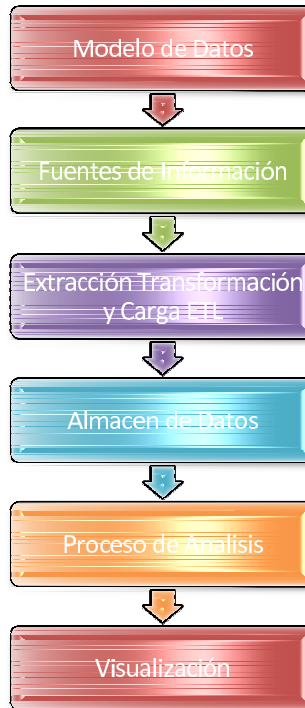 Modelo de Datos
Fuentes de Información
Extracción Transformación
y Carga ETL
Almacen de Datos
Proceso de Analisis
Visualización